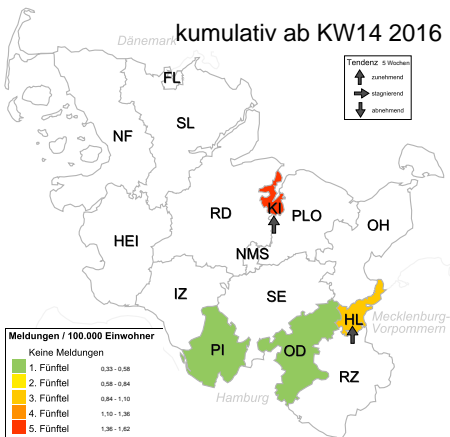 kumulativ ab KW14 2016
Dänemark
Tendenz 5 Wochen
zunehmend
stagnierend
abnehmend
FL
NF
SL
RD
KI
PLO
OH
HEI
NMS
IZ
SE
HL
Mecklenburg-
Vorpommern
PI
OD
RZ
Hamburg
Meldungen / 100.000 Einwohner
Keine Meldungen
1. Fünftel 0,33 - 0,58
2. Fünftel 0,58 - 0,84
3. Fünftel 0,84 - 1,10
4. Fünftel 1,10 - 1,36
5. Fünftel 1,36 - 1,62